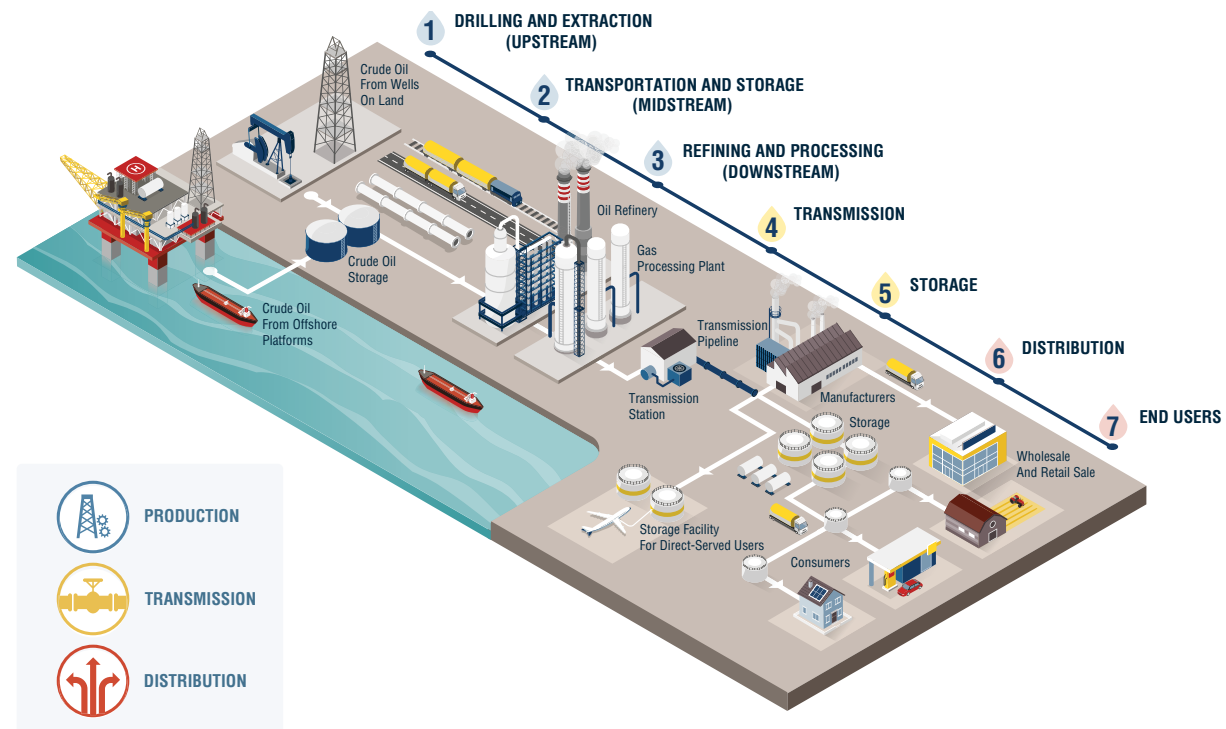 1 DRILLING AND EXTRACTION
(UPSTREAM)
2 TRANSPORTATION AND STORAGE
(MIDSTREAM)
3 REFINING AND PROCESSING
(DOWNSTREAM)
4 TRANSMISSION
5 STORAGE
6 DISTRIBUTION
7 END USERS
Crude Oil
From Wells
On Land
H
Oil Refinery
Gas
Processing Plant
Crude Oil
Storage
Crude Oil
From Offshore
Platforms
Transmission
Pipeline
Transmission
Station
Manufacturers
Storage
Wholesale
And Retail Sale
Storage Facility
For Direct-Served Users
Consumers
PRODUCTION
TRANSMISSION
DISTRIBUTION